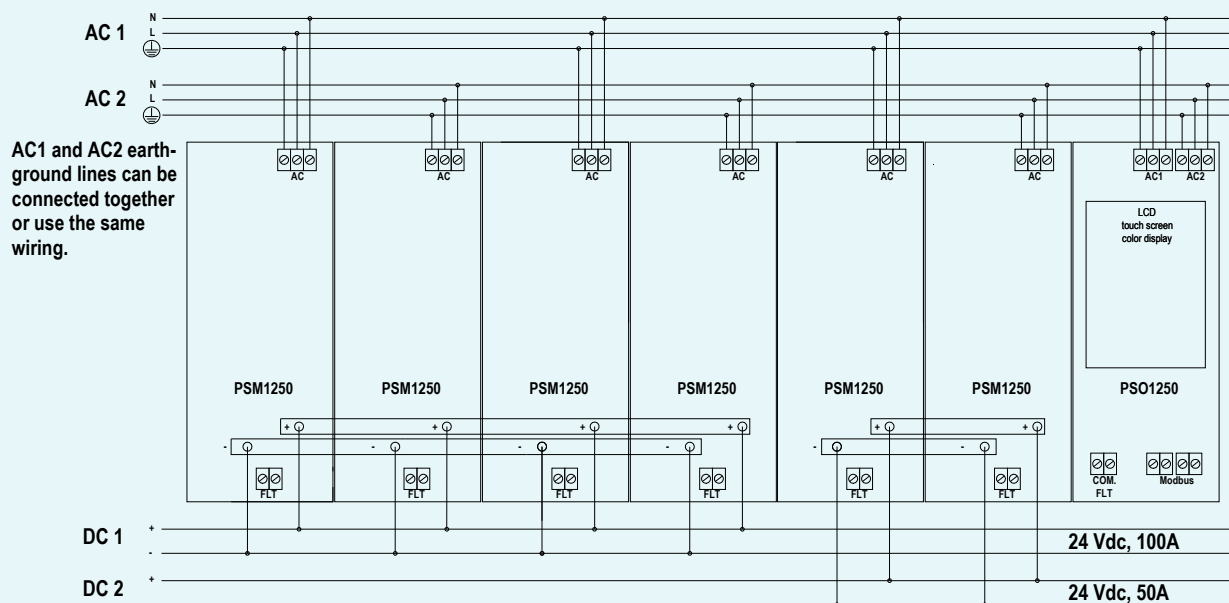 N
AC 1 L
N
AC 2 L
AC1 and AC2 earth-
ground lines can be
connected together
or use the same
wiring.
AC AC AC AC AC AC AC1 AC2
LCD
touch screen
color display
PSM1250 PSM1250 PSM1250 PSM1250 PSM1250 PSM1250 PSO1250
+ + + + + +
- - - - - -
FLT FLT FLT FLT FLT FLT COM. FLT Modbus
DC 1 + 
- 24 Vdc, 100A
DC 2 + 24 Vdc, 50A